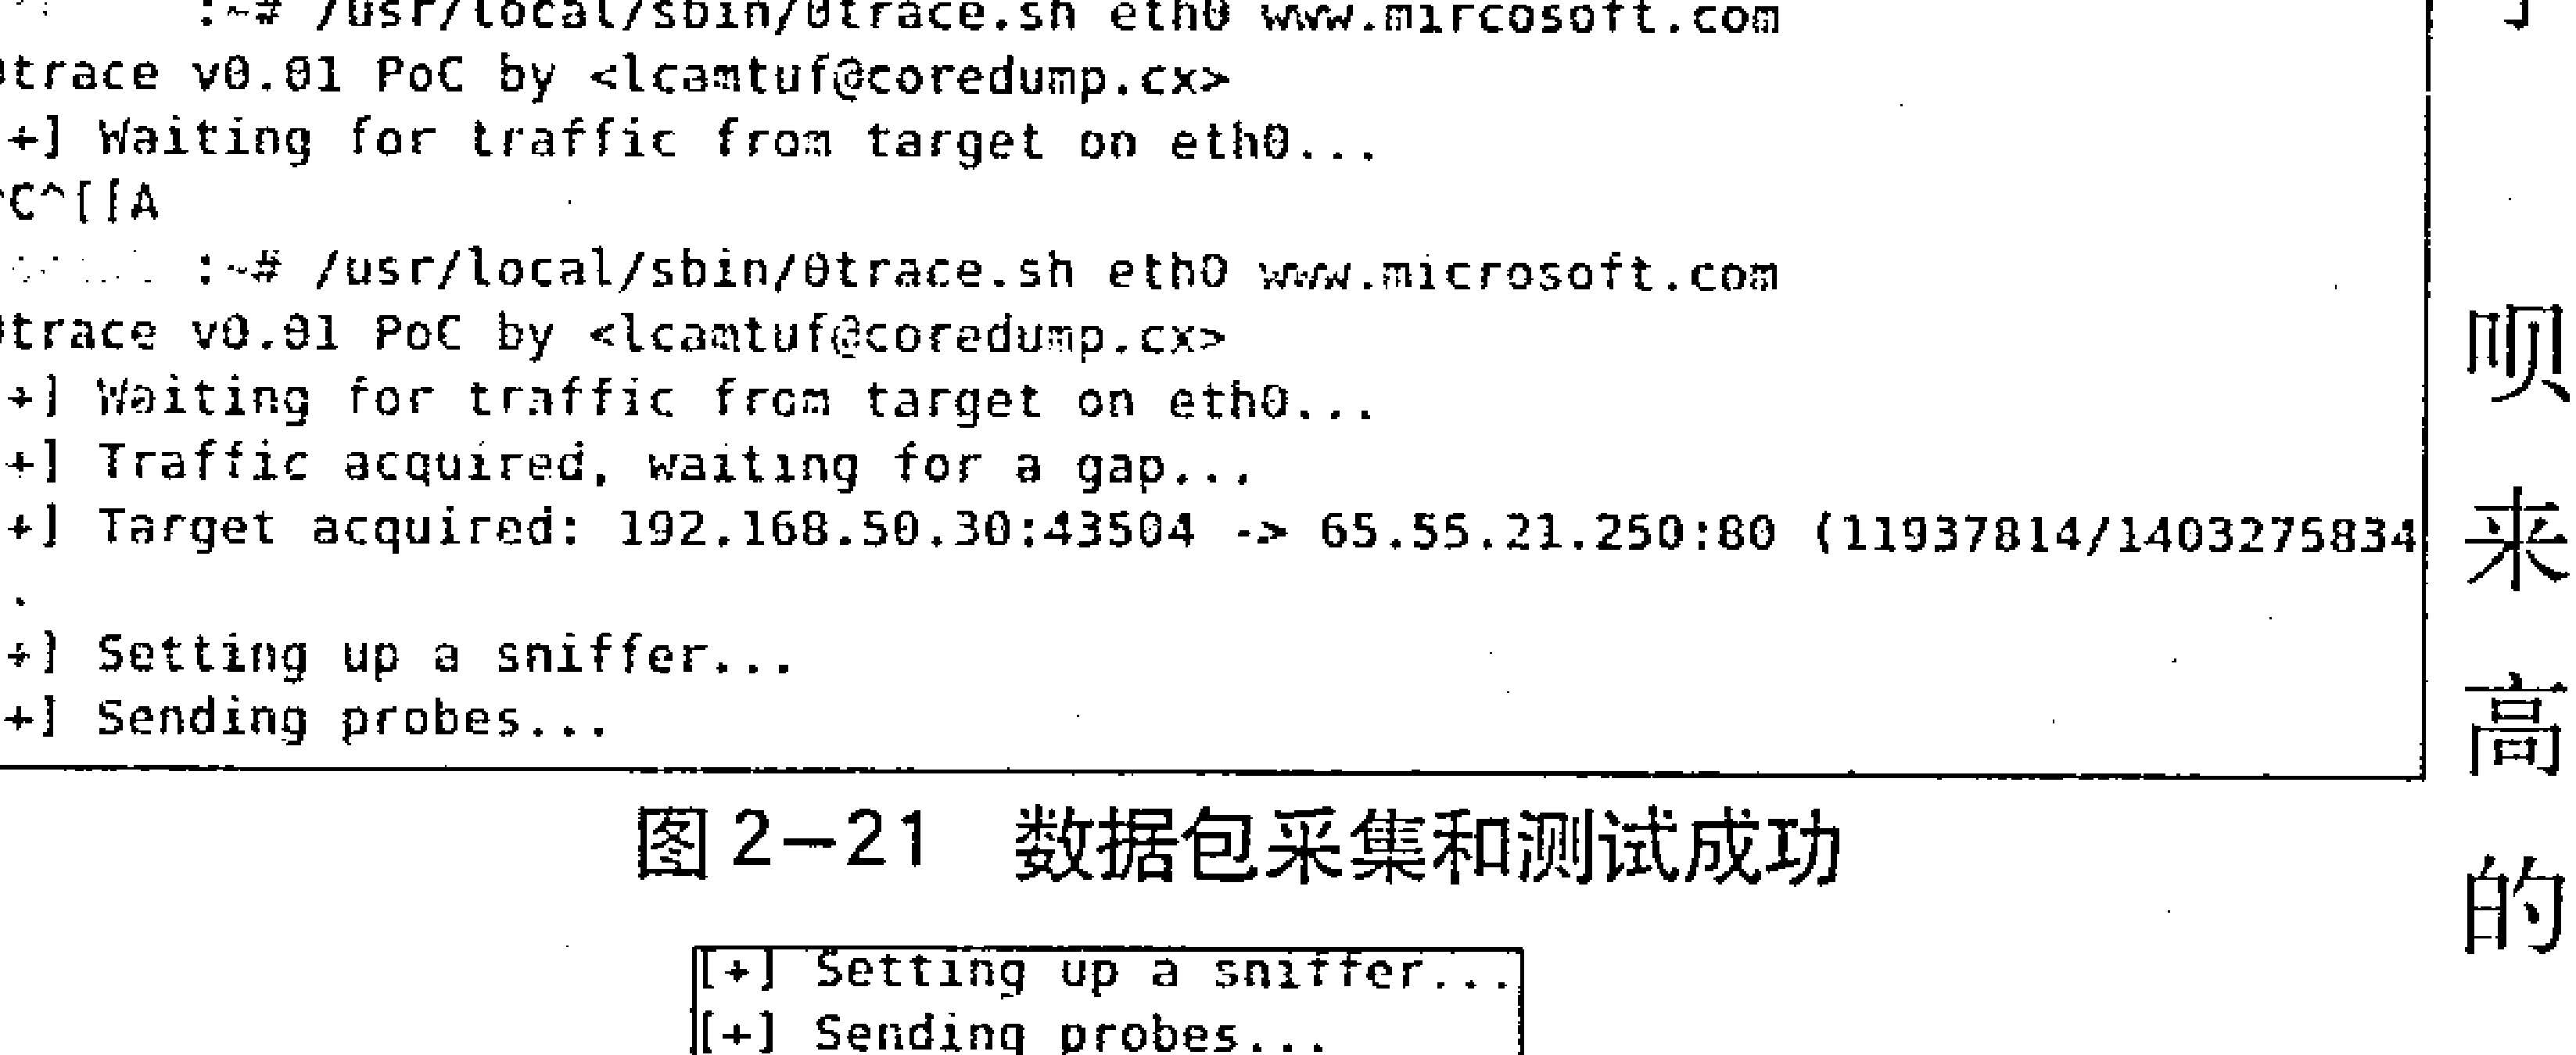 :~# /usr/local/sbin/0trace.sh eth0 www.mircosoft.com
0trace v0.01 PoC by <lcamtuf@coredump.cx>
+] Waiting for traffic from target on eth0...
^C^[[A
:~# /usr/local/sbin/0trace.sh eth0 www.microsoft.com
0trace v0.01 PoC by <lcamtuf@coredump.cx>
+] Waiting for traffic from target on eth0...
+] Traffic acquired, waiting for a gap...
+] Target acquired: 192.168.50.30:43504 -> 65.55.21.250:80 (11937814/1403275834
.
+] Setting up a sniffer...
+] Sending probes...
图2-21 数据包采集和测试成功
[+] Setting up a sniffer...
[+] Sending probes...
呗
来
高
的